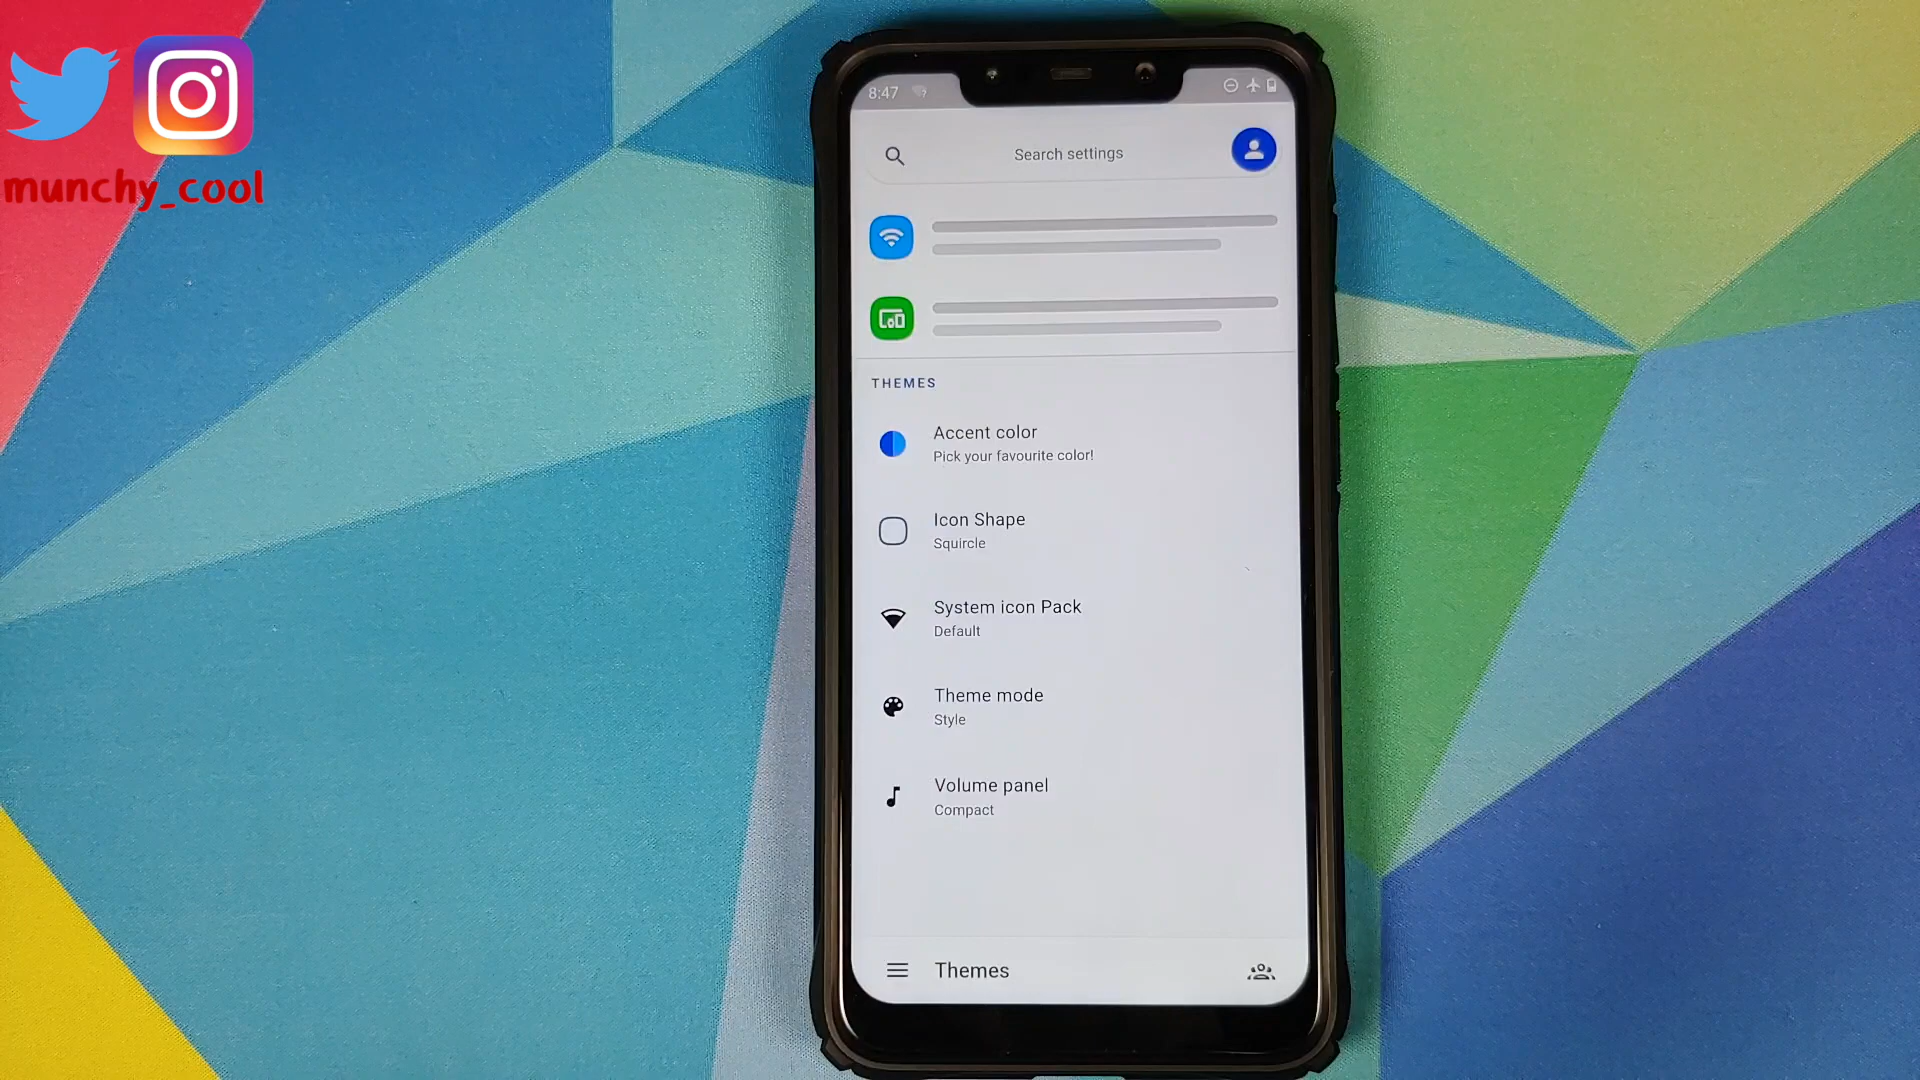 munchy_cool
8:47
Search settings
THEMES
Accent color
Pick your favourite color!
Icon Shape
Squircle
System icon Pack
Default
Theme mode
Style
Volume panel
Compact
Themes